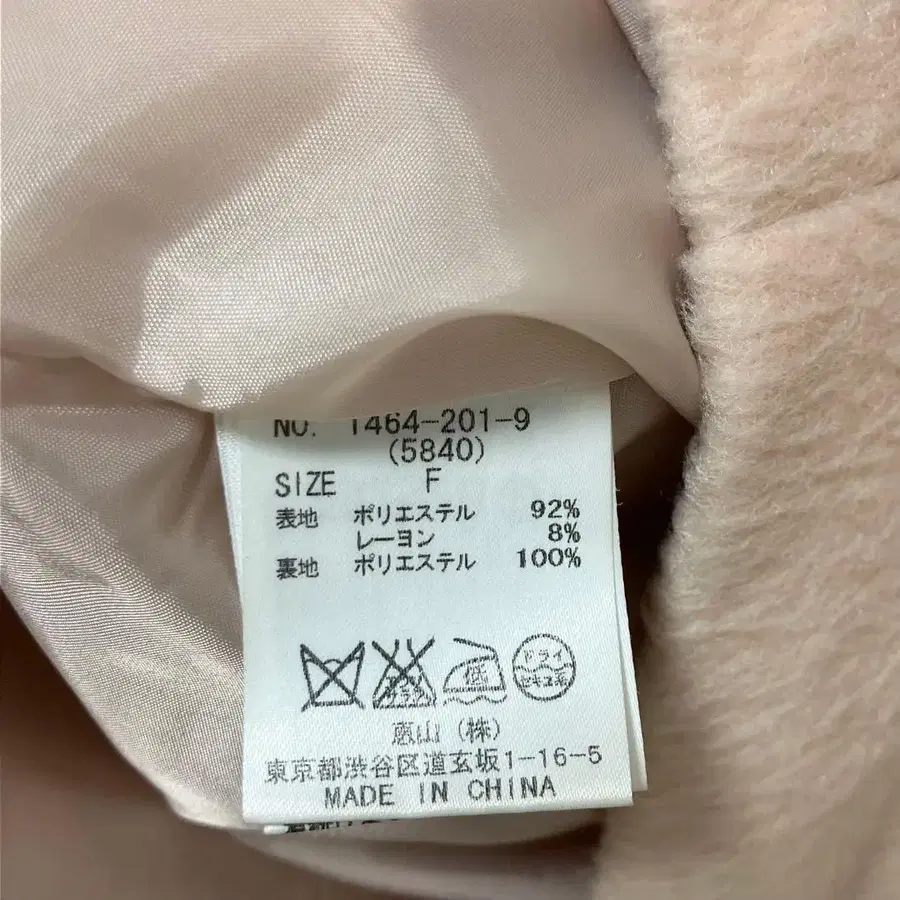 NO. 1464-201-9
(5840)
SIZE F
表地 ポリエステル 92%
レーヨン 8%
裏地 ポリエステル 100%
低 ドライ
セキユ系
惠山(株)
東京都渋谷区道玄坂1-16-5
MADE IN CHINA